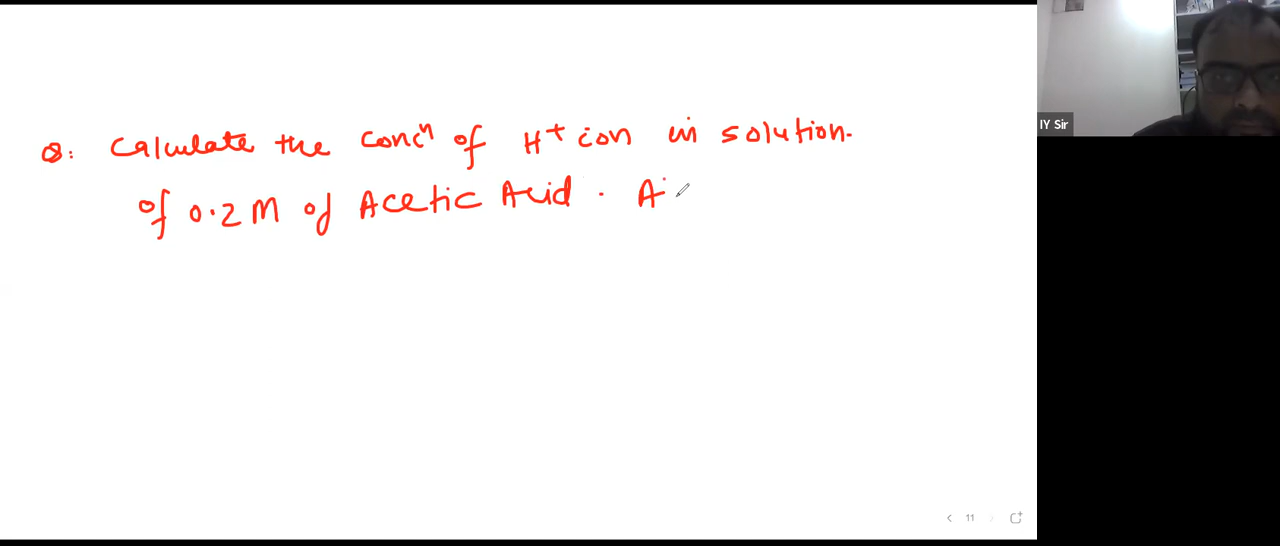 Q: Calculate the concⁿ of H⁺ ion in solution.
of 0.2 M of Acetic Acid. A
IY Sir
11